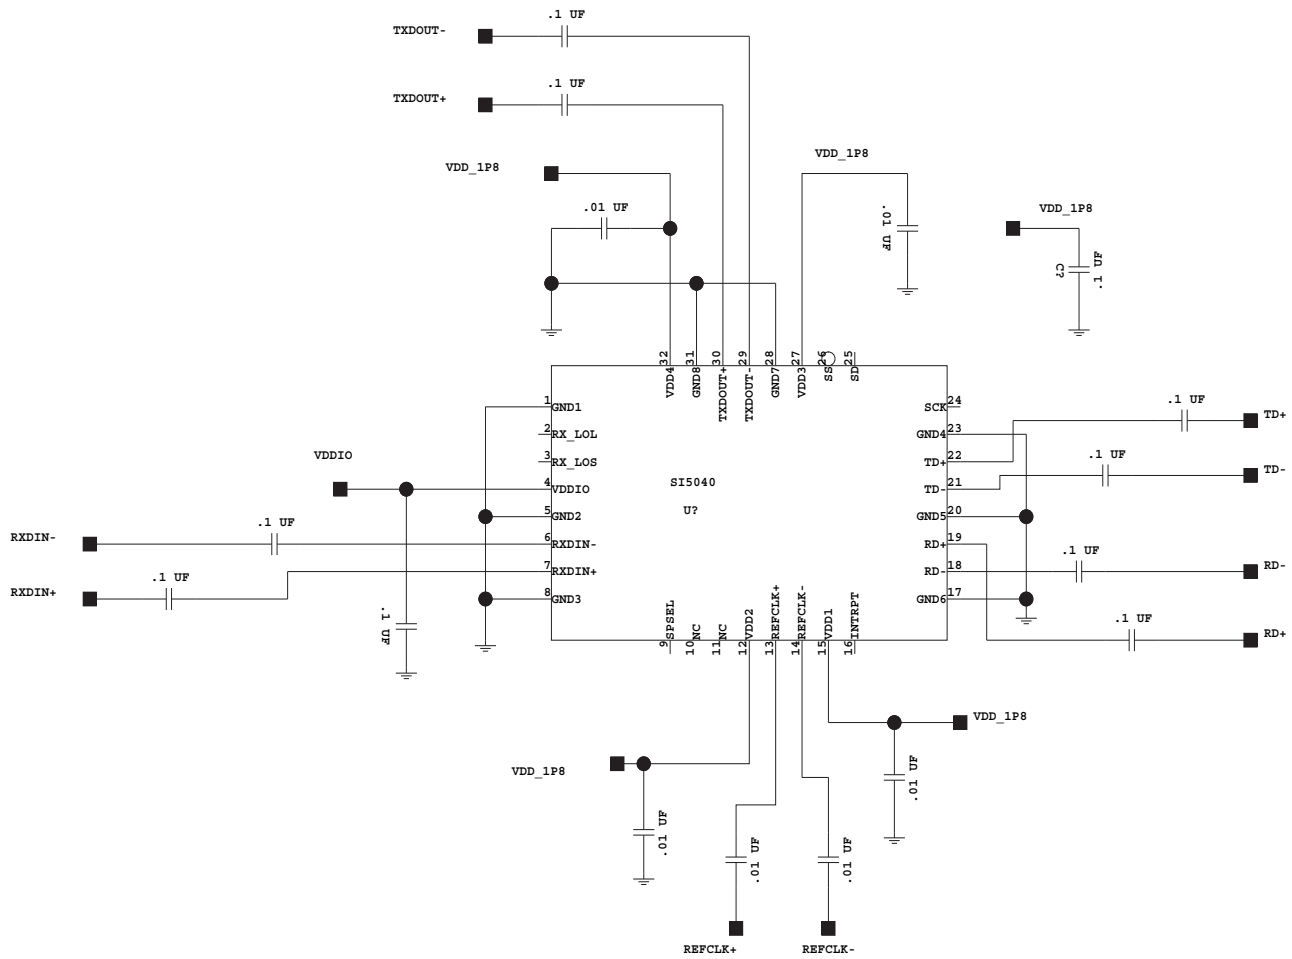 .1 UF
TXDOUT-
.1 UF
TXDOUT+
VDD_1P8
VDD_1P8
.01 UF
.01 UF
VDD_1P8
.1 UF
C?
32
31
30
29
28
27
26
25
VDD4
GND8
TXDOUT+
TXDOUT-
GND7
VDD3
SS
SD
1 GND1
2 RX_LOL
3 RX_LOS
4 VDDIO
5 GND2
6 RXDIN-
7 RXDIN+
8 GND3
SCK 24
GND4 23
TD+ 22
TD- 21
GND5 20
RD+ 19
RD- 18
GND6 17
SI5040
U?
.1 UF
TD+
.1 UF
TD-
.1 UF
RD-
.1 UF
RD+
VDDIO
.1 UF
RXDIN-
.1 UF
RXDIN+
.1 UF
SPSEL
NC
NC
VDD2
REFCLK+
REFCLK-
VDD1
INTRPT
9
10
11
12
13
14
15
16
VDD_1P8
.01 UF
VDD_1P8
.01 UF
.01 UF
.01 UF
REFCLK+
REFCLK-